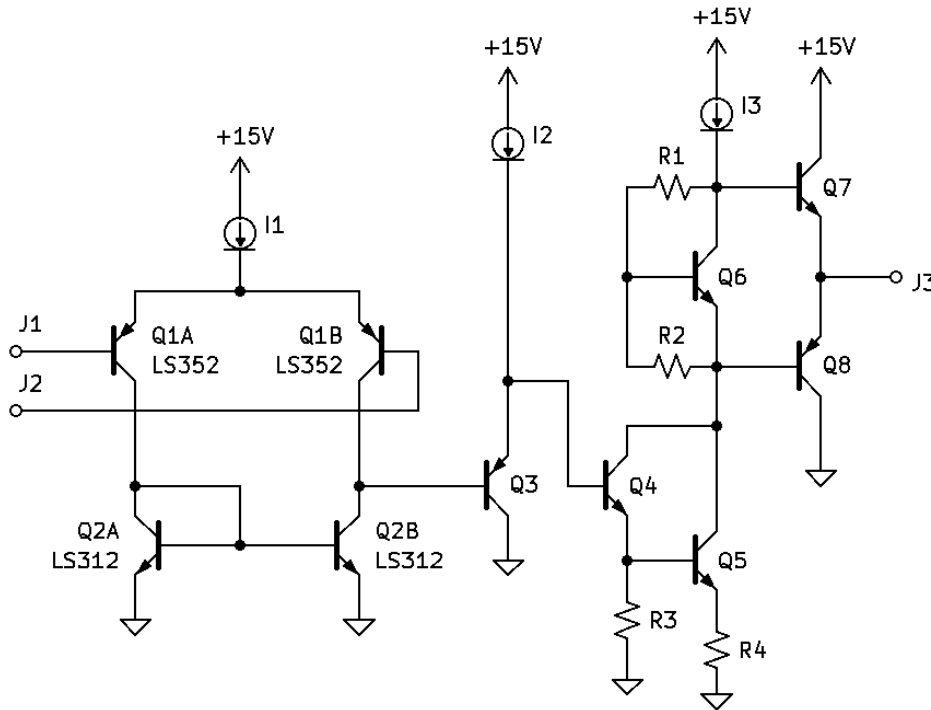 +15V
+15V
+15V
+15V
I3
I2
R1
Q7
I1
Q6
J3
J1
Q1A
LS352
Q1B
LS352
R2
Q8
J2
Q3
Q4
Q2A
LS312
Q2B
LS312
Q5
R3
R4